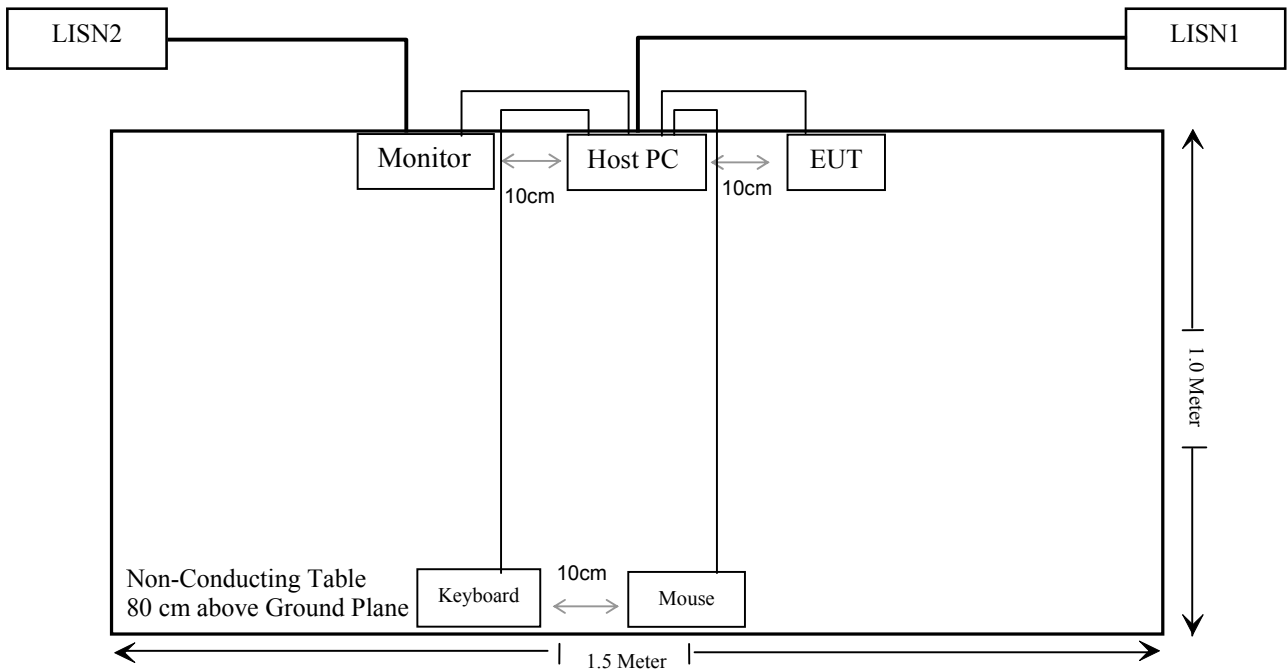 LISN2
LISN1
Monitor
Host PC
EUT
10cm
10cm
1.0 Meter
Non-Conducting Table
80 cm above Ground Plane
Keyboard
10cm
Mouse
1.5 Meter